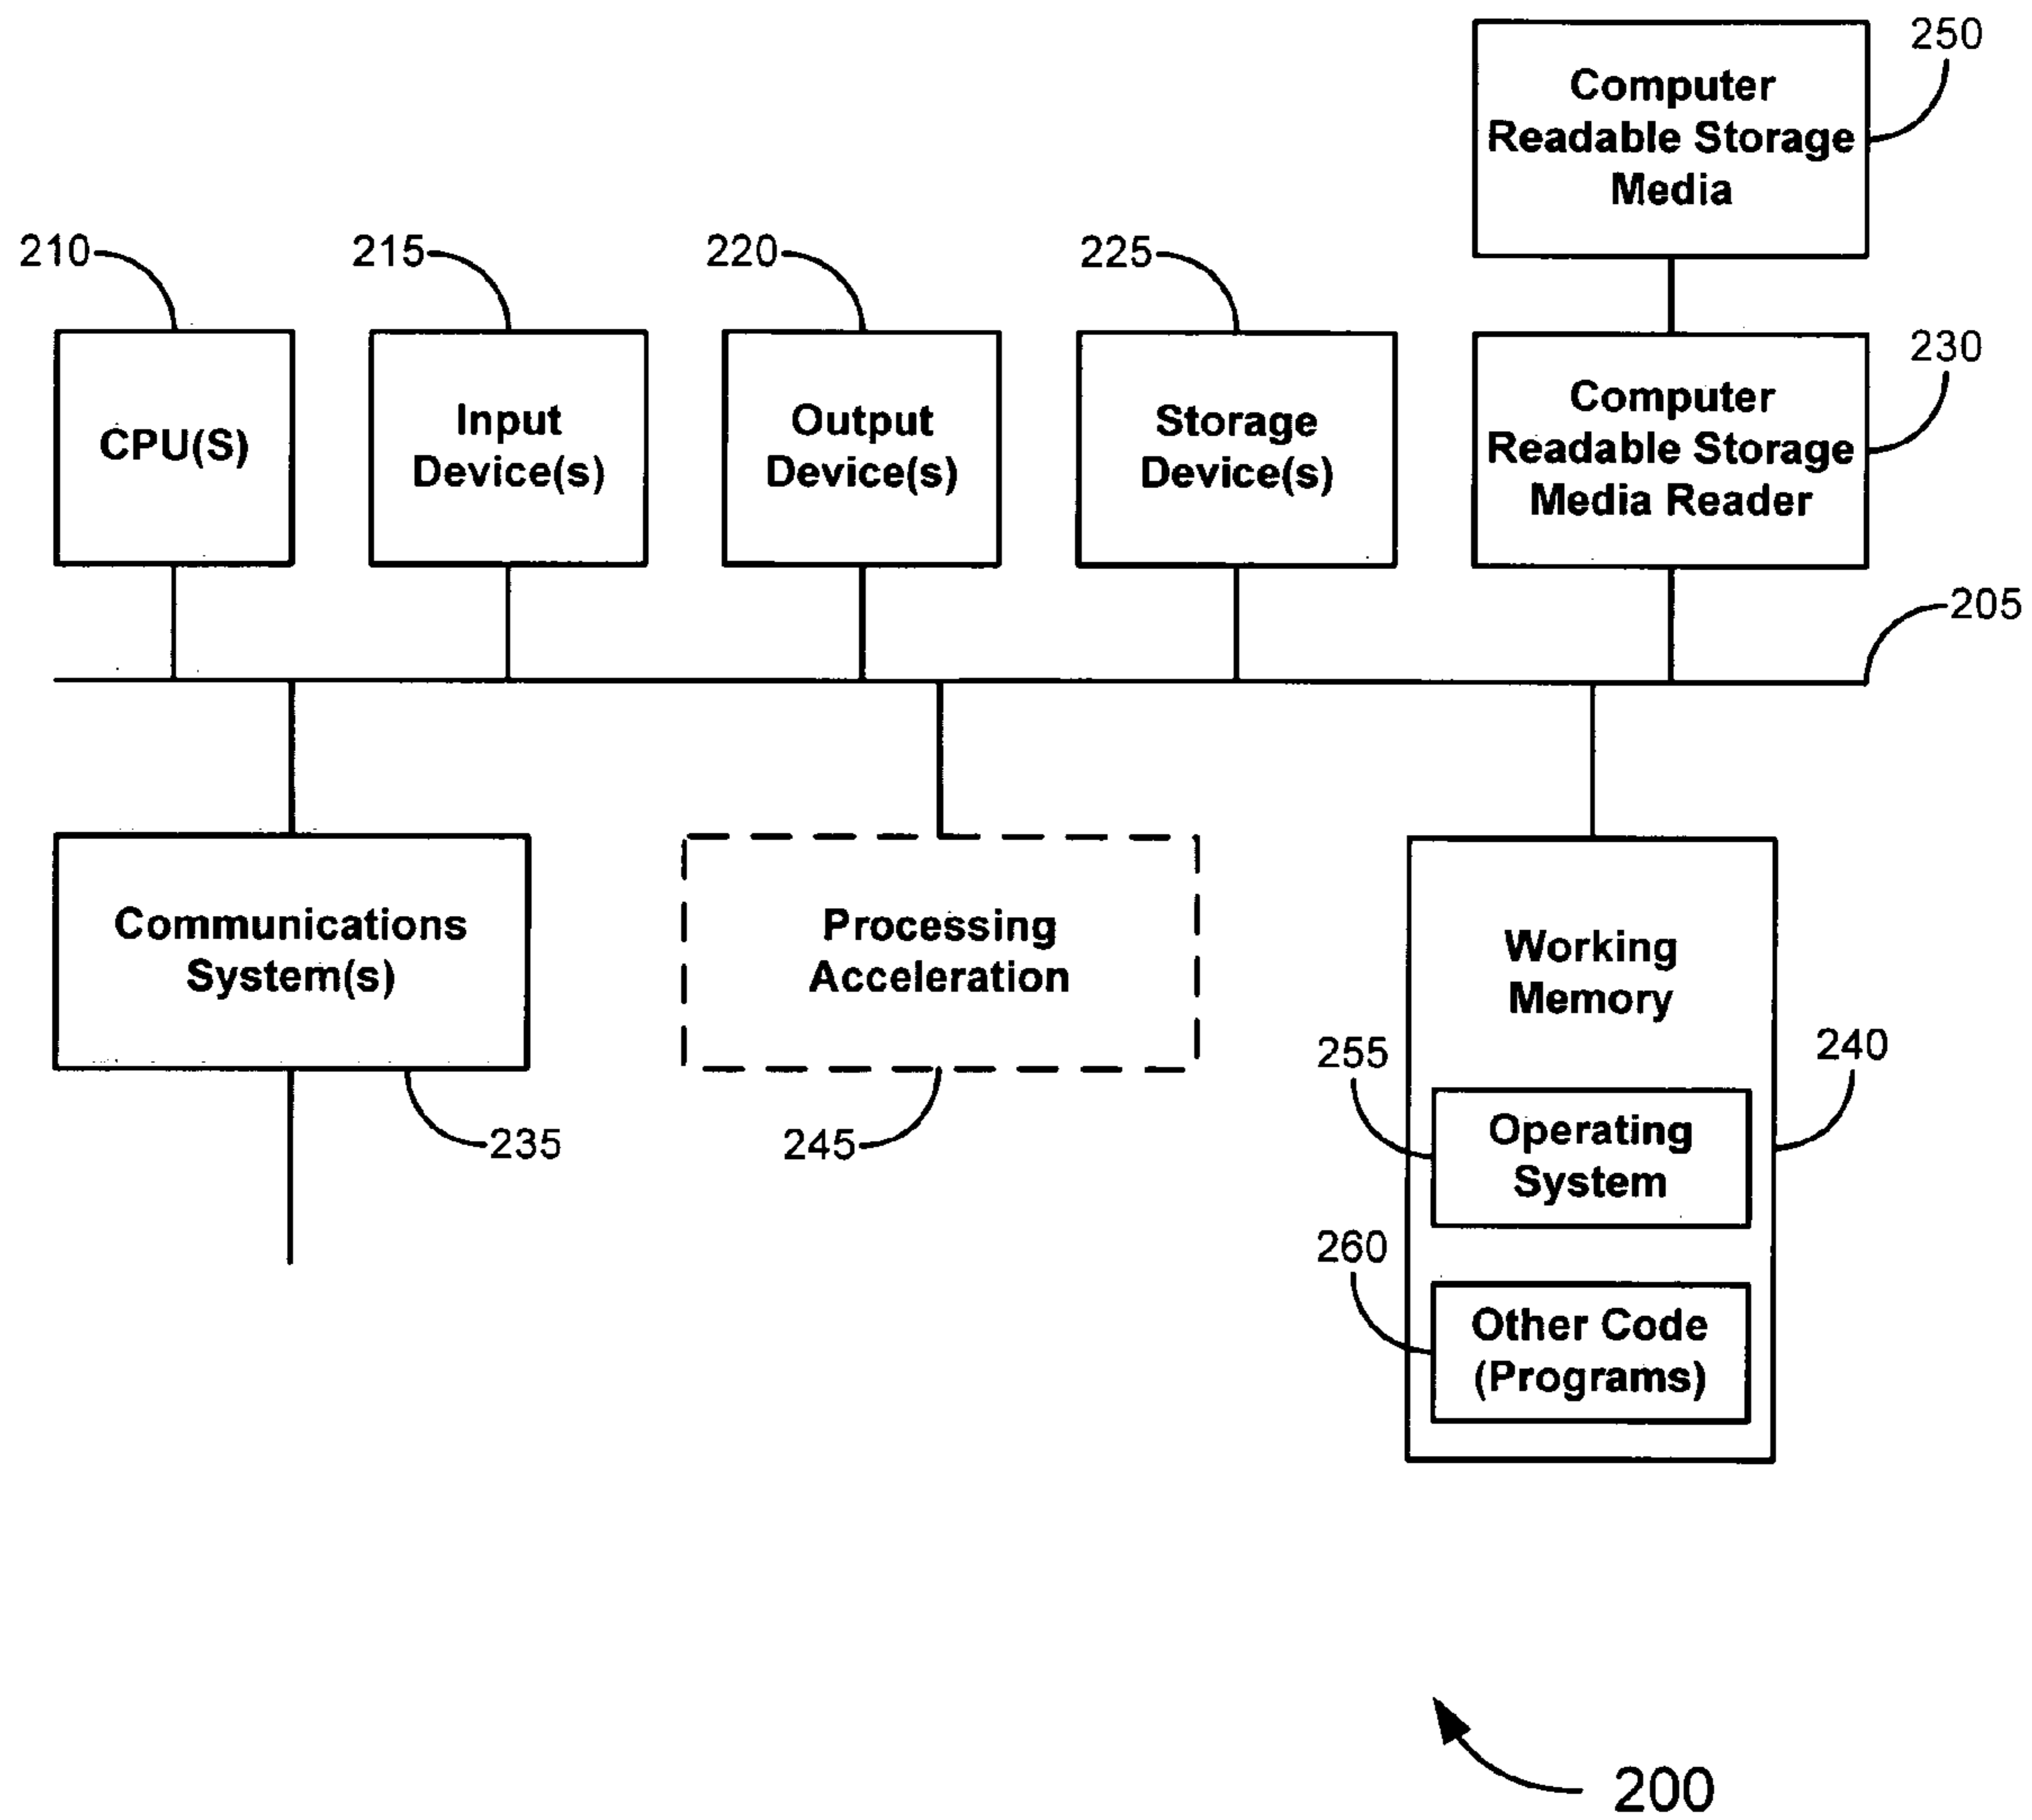 250
Computer
Readable Storage
Media
210
215
220
225
230
CPU(S)
Input
Device(s)
Output
Device(s)
Storage
Device(s)
Computer
Readable Storage
Media Reader
205
Communications
System(s)
Processing
Acceleration
Working
Memory
235
245
255
240
Operating
System
260
Other Code
(Programs)
200